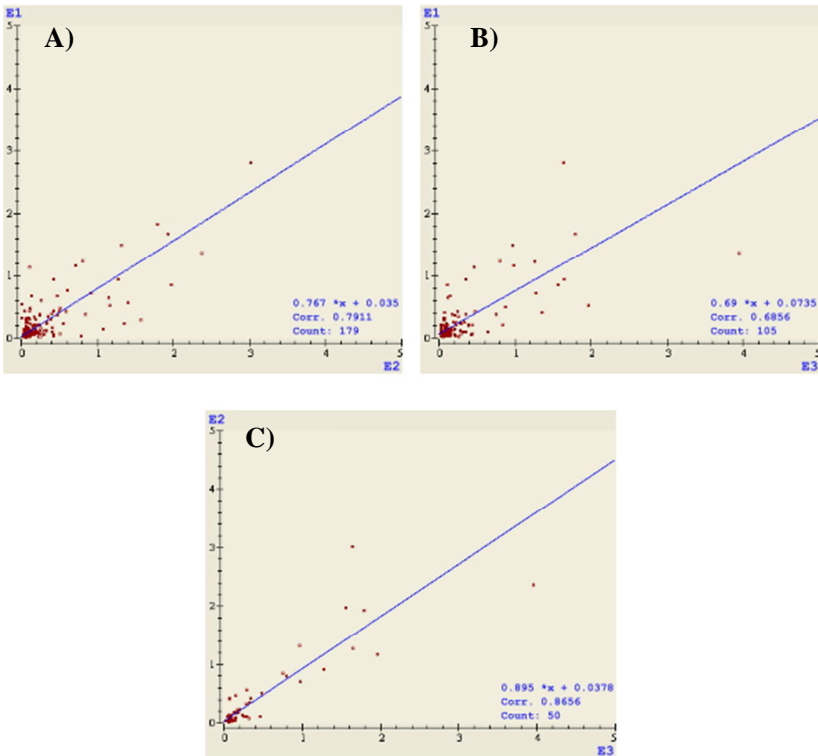 E1
A)
5
4
3
2
1
0
0.767 *x + 0.035
Corr. 0.7911
Count: 179
0 1 2 3 4 5
E2
E1
B)
5
4
3
2
1
0
0.69 *x + 0.0735
Corr. 0.6856
Count: 105
0 1 2 3 4 5
E3
E2
C)
5
4
3
2
1
0
0.895 *x + 0.0378
Corr. 0.8656
Count: 50
0 1 2 3 4 5
E3